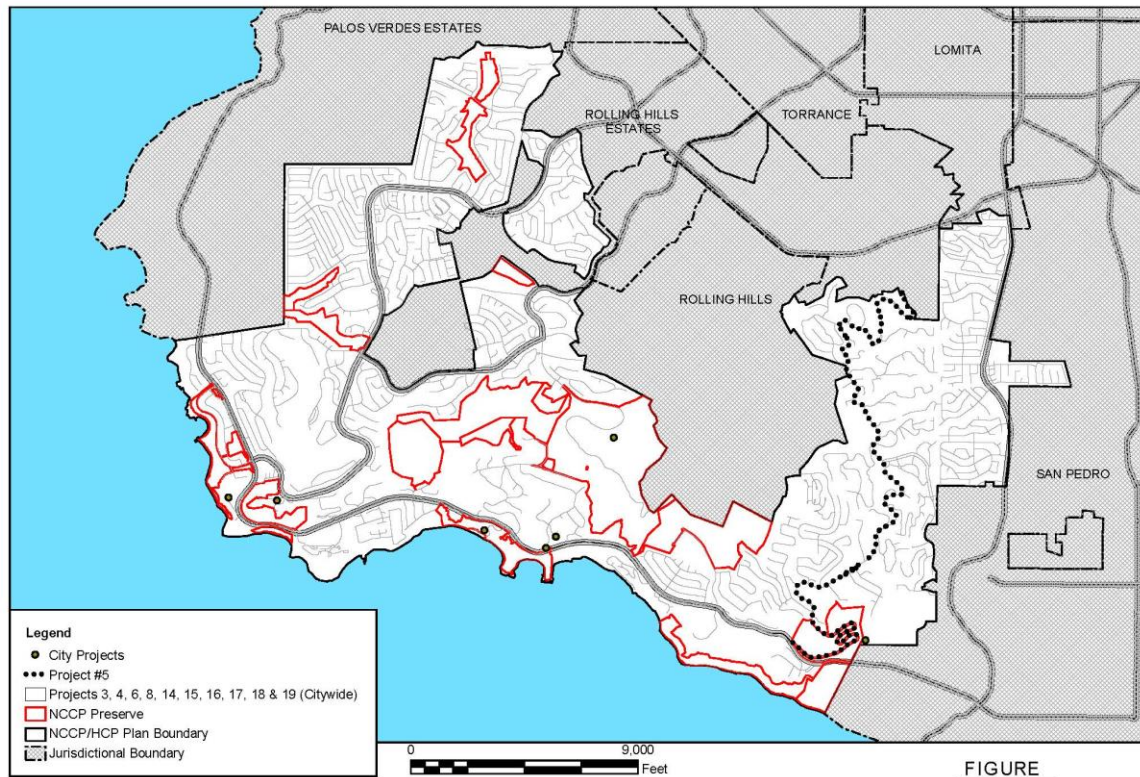 PALOS VERDES ESTATES
LOMITA
ROLLING HILLS
ESTATES
TORRANCE
ROLLING HILLS
SAN PEDRO
Legend
City Projects
Project #5
Projects 3, 4, 6, 8, 14, 15, 16, 17, 18 & 19 (Citywide)
NCCP Preserve
NCCP/HCP Plan Boundary
Jurisdictional Boundary
0 9,000
Feet
FIGURE